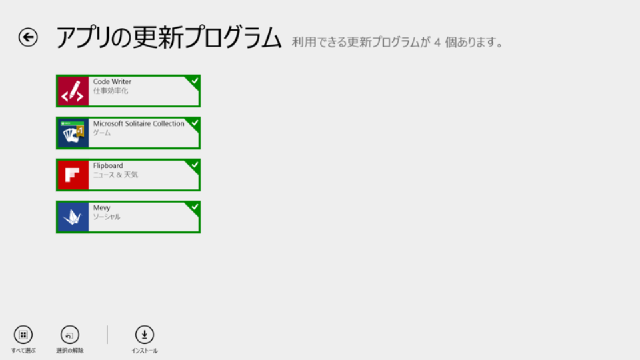 アプリの更新プログラム 利用できる更新プログラムが 4 個あります。
Code Writer
仕事効率化
Microsoft Solitaire Collection
ゲーム
Flipboard
ニュース & 天気
Mevy
ソーシャル
すべて選ぶ 選択の解除 インストール